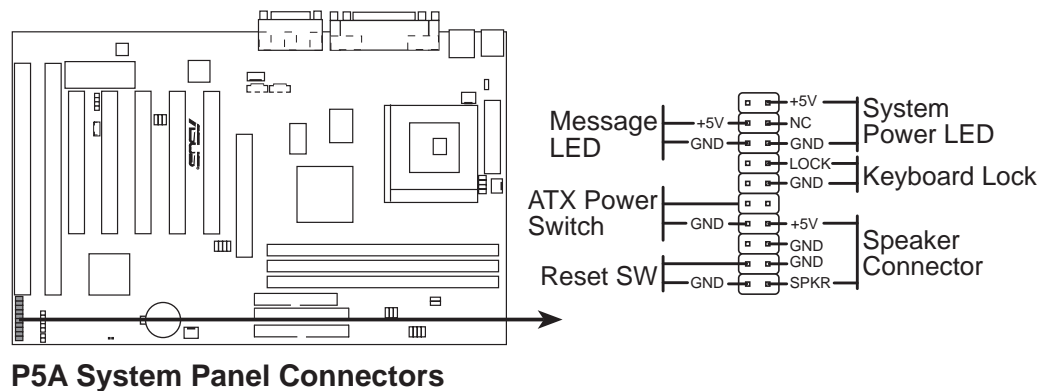 ASUS
Message
LED
+5V
GND
ATX Power
Switch
GND
Reset SW
GND
+5V
NC
GND
LOCK
GND
+5V
GND
GND
SPKR
System
Power LED
Keyboard Lock
Speaker
Connector
P5A System Panel Connectors